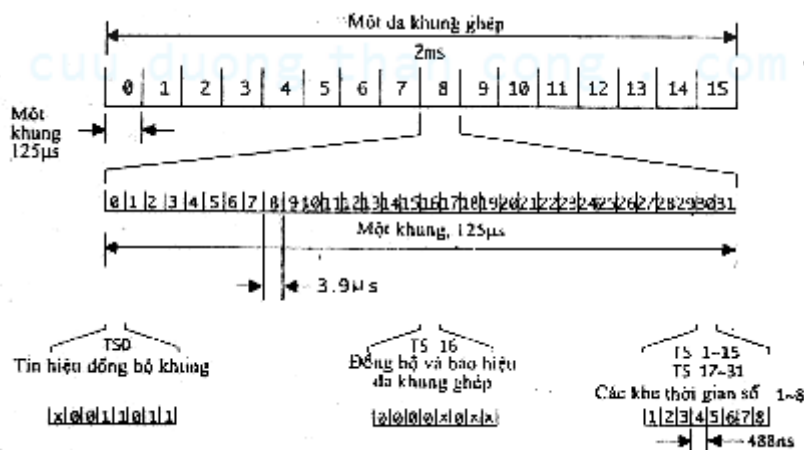 Một đa khung ghép
cuu duong than cong . com
2ms
0 1 2 3 4 5 6 7 8 9 10 11 12 13 14 15
Một
khung
125µs
0 1 2 3 4 5 6 7 8 9 10 11 12 13 14 15 16 17 18 19 20 21 22 23 24 25 26 27 28 29 30 31
Một khung, 125µs
3.9µs
TS0
Tín hiệu đồng bộ khung
x 0 0 1 1 0 1 1
TS 16
Đồng bộ và báo hiệu
đa khung ghép
0 0 0 0 x 0 x x
TS 1~15
TS 17~31
Các khe thời gian số 1~8
1 2 3 4 5 6 7 8
488ns